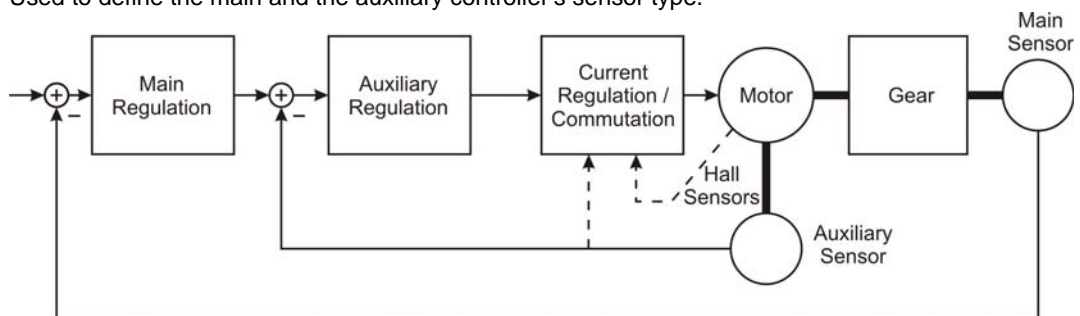 Used to define the main and the auxiliary controller's sensor type.
Main
Sensor
Main
Regulation
Auxiliary
Regulation
Current
Regulation /
Commutation
Motor
Gear
Hall
Sensors
Auxiliary
Sensor